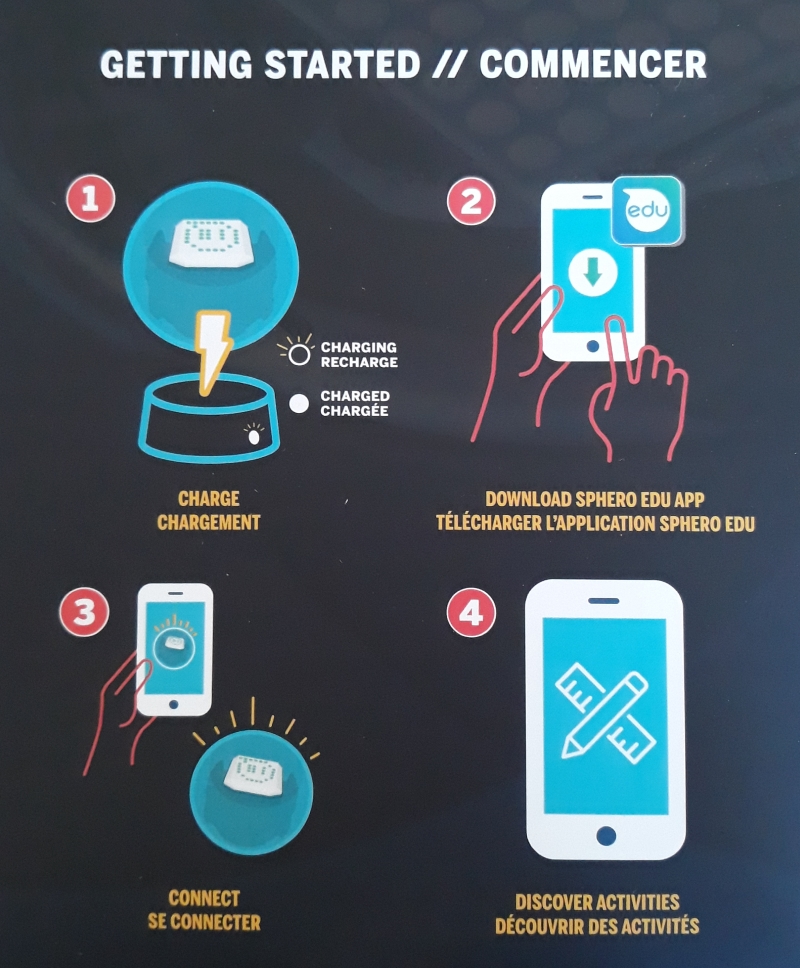 GETTING STARTED // COMMENCER
1
CHARGING
RECHARGE
CHARGED
CHARGÉE
CHARGE
CHARGEMENT
2
edu
DOWNLOAD SPHERO EDU APP
TÉLÉCHARGER L'APPLICATION SPHERO EDU
3
CONNECT
SE CONNECTER
4
DISCOVER ACTIVITIES
DÉCOUVRIR DES ACTIVITÉS